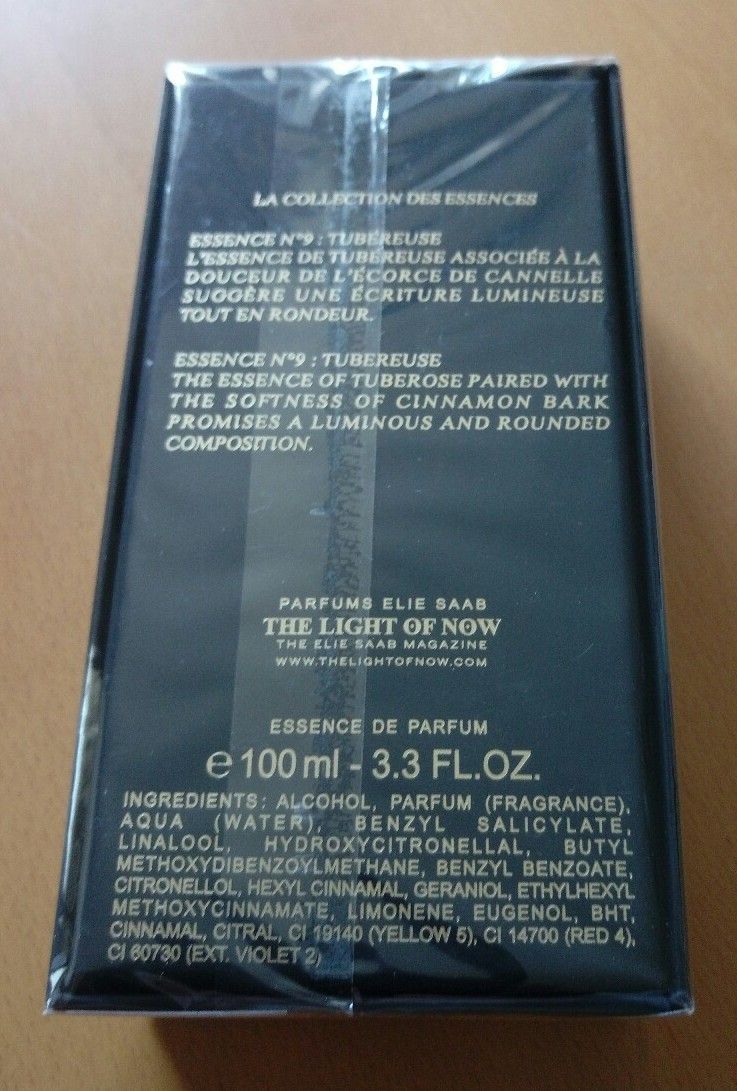 LA COLLECTION DES ESSENCES
ESSENCE N°9 : TUBÉREUSE
L'ESSENCE DE TUBÉREUSE ASSOCIÉE À LA
DOUCEUR DE L'ÉCORCE DE CANNELLE
SUGGÈRE UNE ÉCRITURE LUMINEUSE
TOUT EN RONDEUR.
ESSENCE N°9 : TUBEREUSE
THE ESSENCE OF TUBEROSE PAIRED WITH
THE SOFTNESS OF CINNAMON BARK
PROMISES A LUMINOUS AND ROUNDED
COMPOSITION.
PARFUMS ELIE SAAB
THE LIGHT OF NOW
THE ELIE SAAB MAGAZINE
WWW.THELIGHTOFNOW.COM
ESSENCE DE PARFUM
℮ 100 ml - 3.3 FL.OZ.
INGREDIENTS: ALCOHOL, PARFUM (FRAGRANCE),
AQUA (WATER), BENZYL SALICYLATE,
LINALOOL, HYDROXYCITRONELLAL, BUTYL
METHOXYDIBENZOYLMETHANE, BENZYL BENZOATE,
CITRONELLOL, HEXYL CINNAMAL, GERANIOL, ETHYLHEXYL
METHOXYCINNAMATE, LIMONENE, EUGENOL, BHT,
CINNAMAL, CITRAL, CI 19140 (YELLOW 5), CI 14700 (RED 4),
CI 60730 (EXT. VIOLET 2)